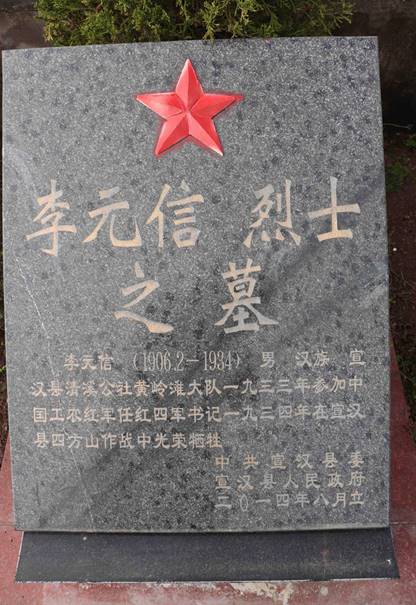 李元信 烈士
之墓
李元信 （1906.2—1934） 男 汉族 宣
汉县清溪公社黄岭滩大队一九三三年参加中
国工农红军任红四军书记一九三四年在宣汉
县四方山作战中光荣牺牲
中共宣汉县委
宣汉县人民政府
二0一四年八月立